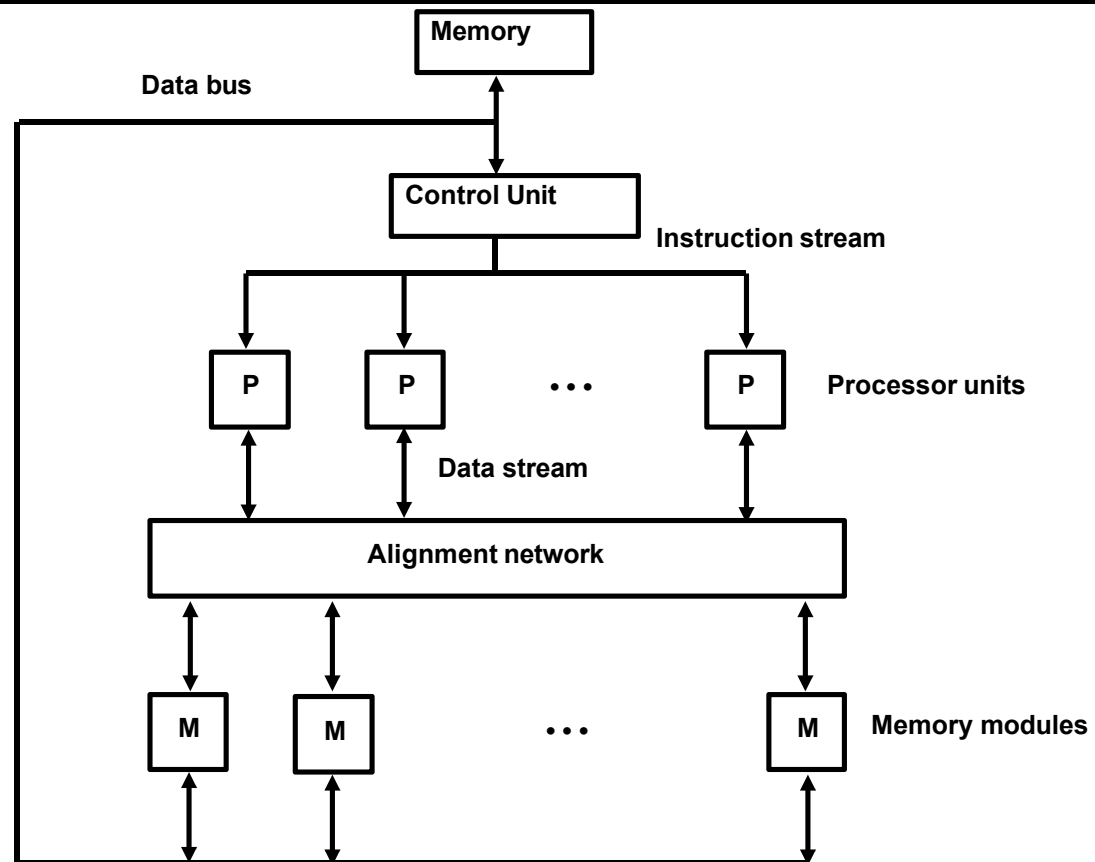 Memory
Data bus
Control Unit
Instruction stream
P
P
...
P
Processor units
Data stream
Alignment network
M
M
...
M
Memory modules